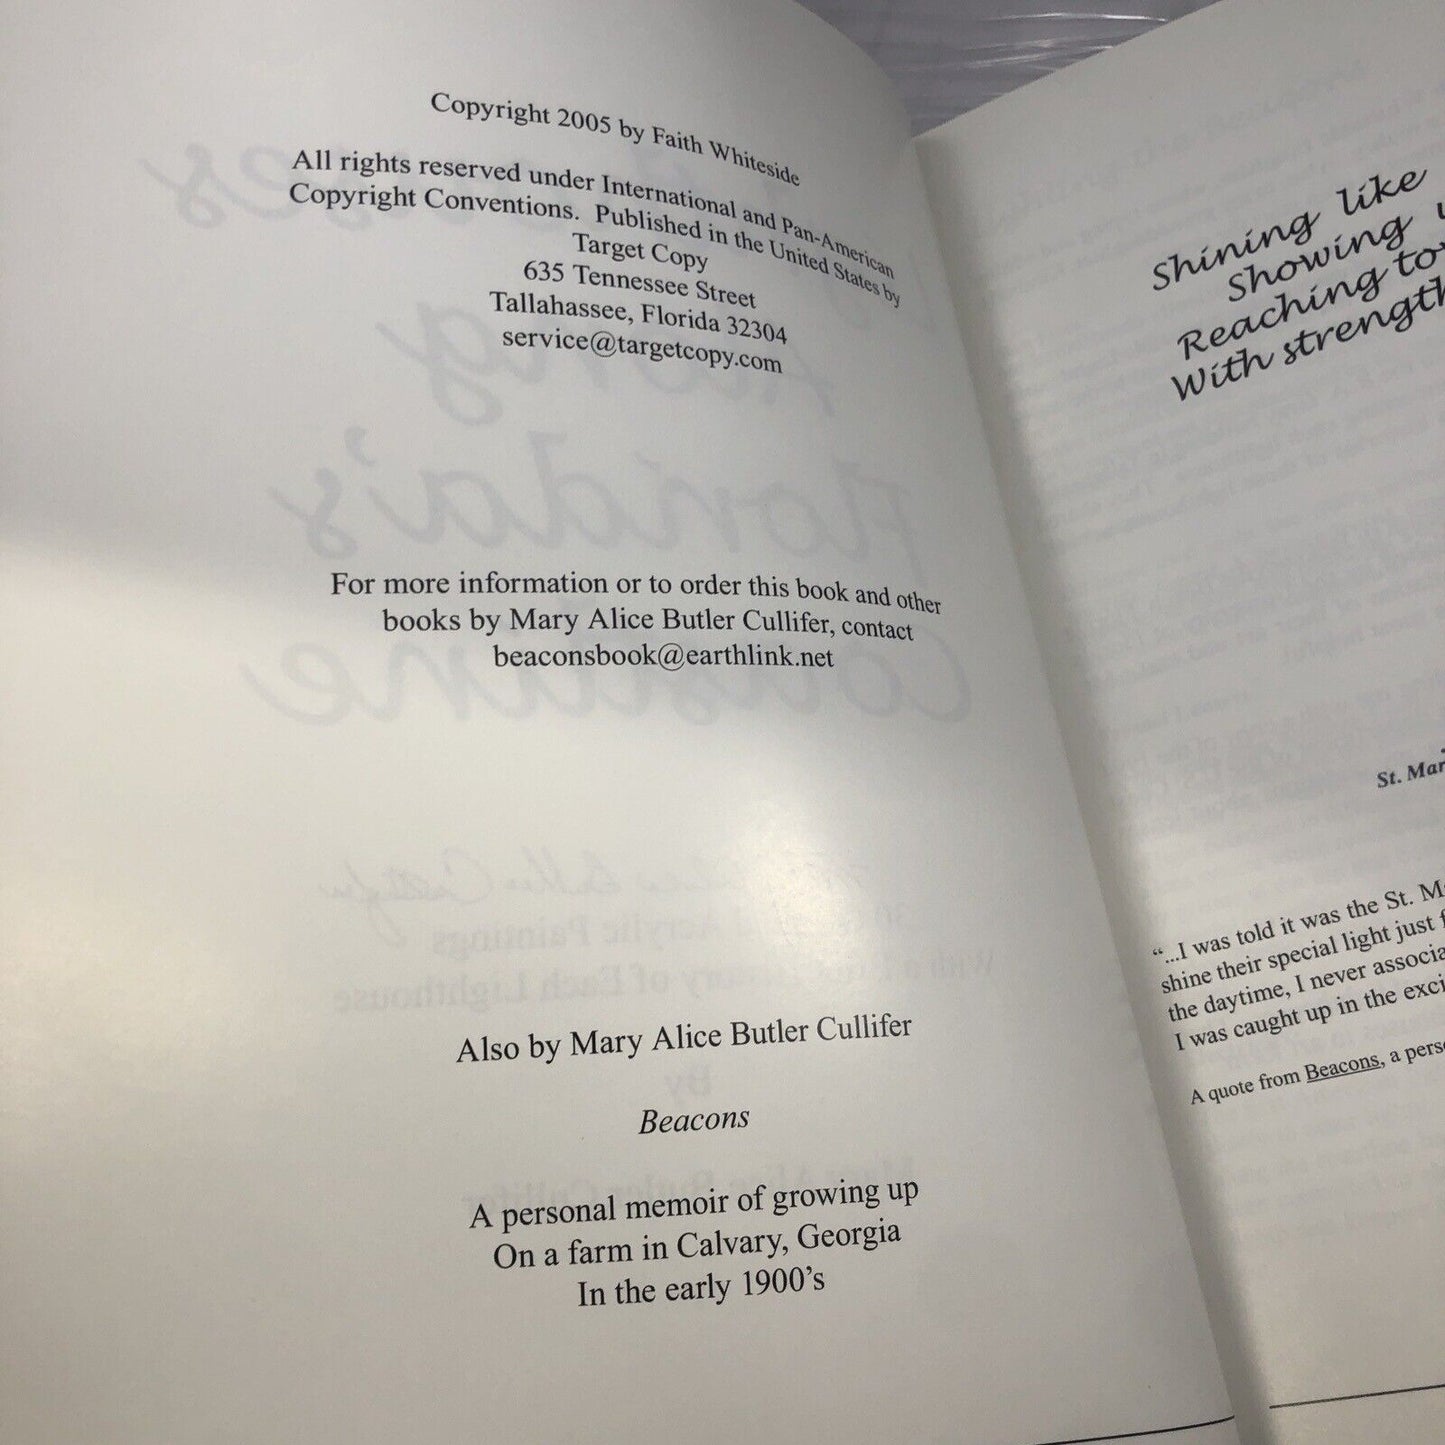 Copyright 2005 by Faith Whiteside
All rights reserved under International and Pan-American
Copyright Conventions. Published in the United States by
Target Copy
635 Tennessee Street
Tallahassee, Florida 32304
service@targetcopy.com
For more information or to order this book and other
books by Mary Alice Butler Cullifer, contact
beaconsbook@earthlink.net
Also by Mary Alice Butler Cullifer
Beacons
A personal memoir of growing up
On a farm in Calvary, Georgia
In the early 1900's
Shining like
Showing
Reaching
With strength
St.
"...I was told it was the St.
shine their special light just
the daytime, I never
I was caught up in the
A quote from Beacons, a